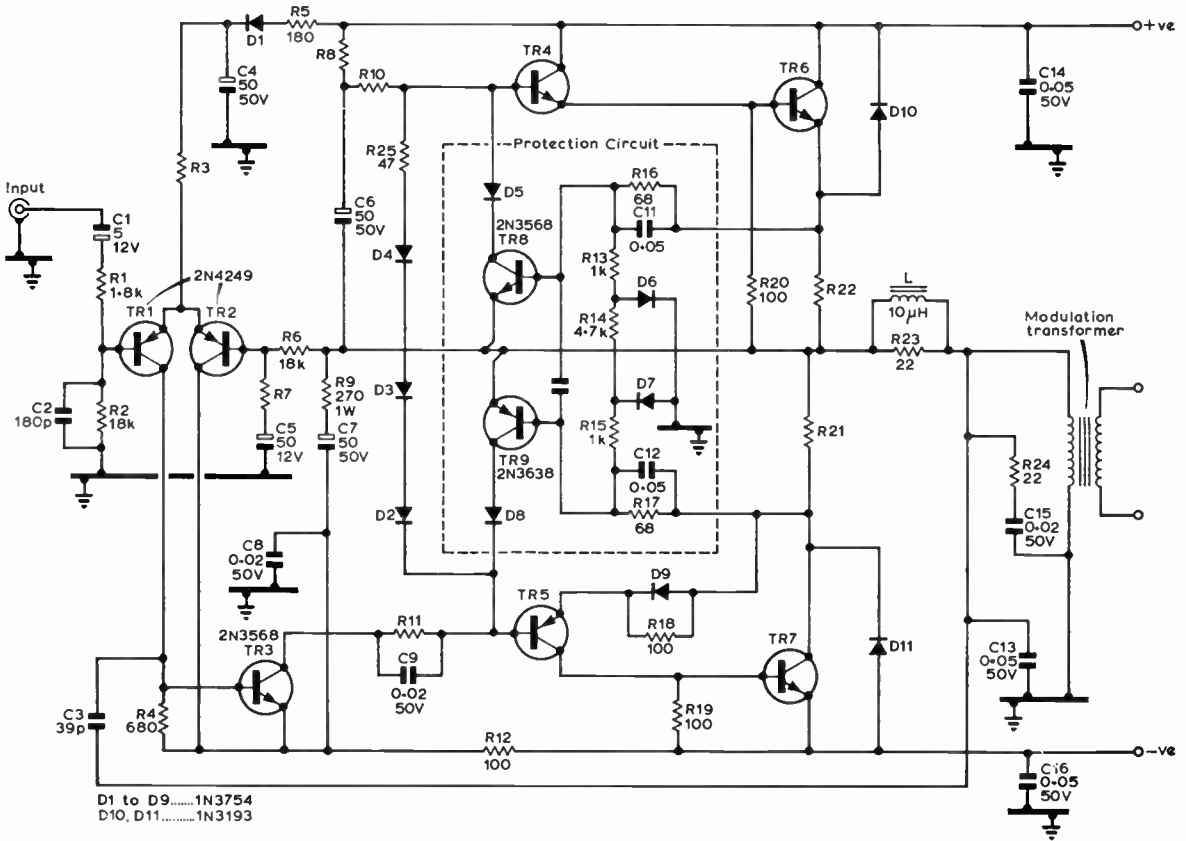 D1
R5
180
R8
R10
C4
50
50V
R3
Input
C1
5
12V
R1
1·8k
2N4249
TR1
TR2
C2
180p
R2
18k
R6
18k
R7
C5
50
12V
R9
270
1W
C7
50
50V
C6
50
50V
R25
47
D4
D3
D2
Protection Circuit
D5
2N3568
TR8
R16
68
C11
0·05
R13
1k
D6
R14
4·7k
D7
R15
1k
TR9
2N3638
C12
0·05
R17
68
D8
TR4
TR6
D10
C14
0·05
50V
+ve
R20
100
R22
L
10µH
R23
22
Modulation
transformer
R21
R24
22
C15
0·02
50V
C8
0·02
50V
2N3568
TR3
R11
C9
0·02
50V
TR5
D9
R18
100
TR7
D11
C13
0·05
50V
C3
39p
R4
680
R12
100
R19
100
-ve
C16
0·05
50V
D1 to D9.......1N3754
D10, D11.........1N3193